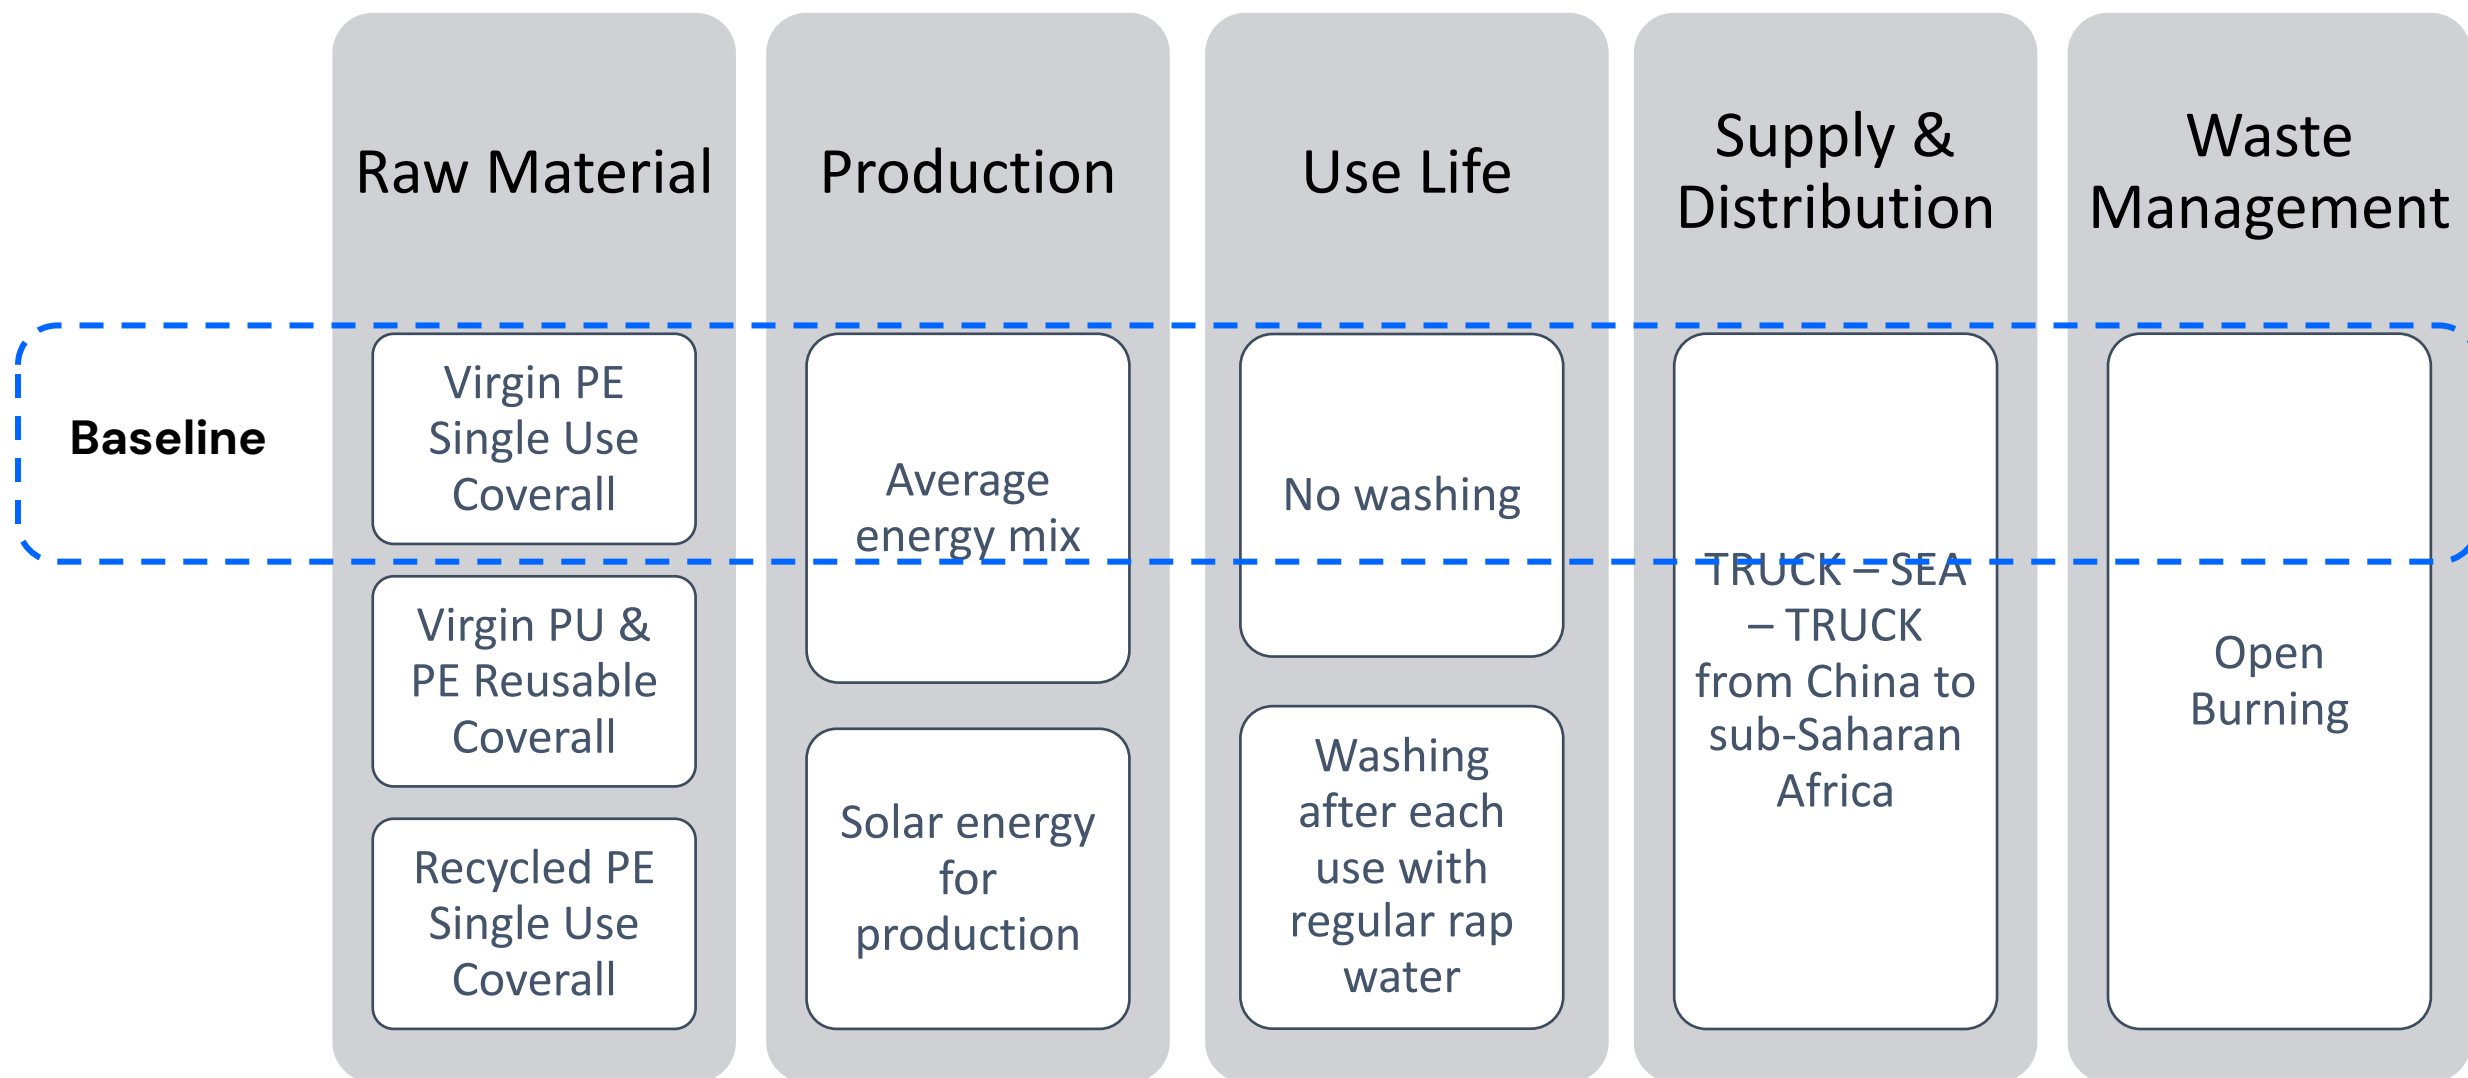 Raw Material
Production
Use Life
Supply &
Distribution
Waste
Management
Baseline
Virgin PE
Single Use
Coverall
Virgin PU &
PE Reusable
Coverall
Recycled PE
Single Use
Coverall
Average
energy mix
Solar energy
for
production
No washing
Washing
after each
use with
regular rap
water
TRUCK – SEA
– TRUCK
from China to
sub-Saharan
Africa
Open
Burning